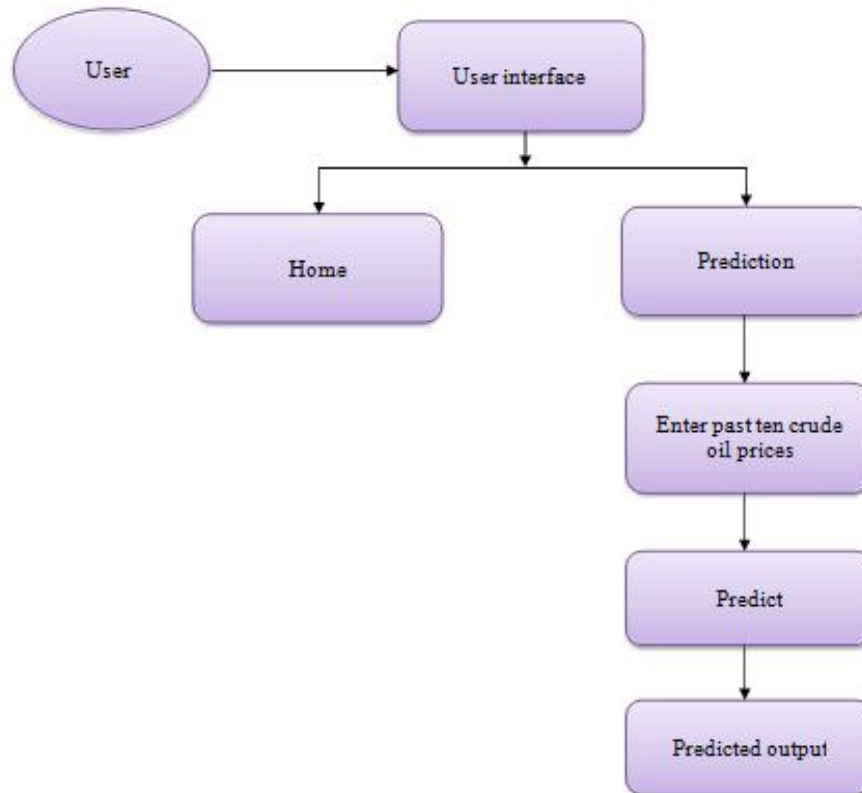 User
User interface
Home
Prediction
Enter past ten crude
oil prices
Predict
Predicted output